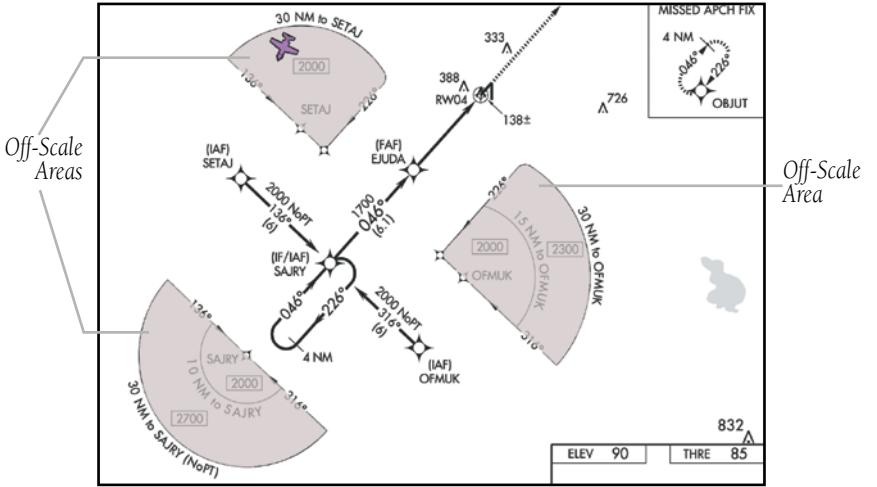 30 NM to SETAJ
2000
136°
226°
SETAJ
MISSED APCH FIX
4 NM
046°
226°
OBJUT
333
388
RW04
138±
726
Off-Scale
Areas
(IAF)
SETAJ
2000 NoPT
136°
(6)
(FAF)
EJUDA
1700
046°
(6.1)
(IF/IAF)
SAJRY
046°
226°
4 NM
2000 NoPT
316°
(6)
(IAF)
OFMUK
Off-Scale
Area
226°
15 NM to OFMUK
30 NM to OFMUK
2000
2300
OFMUK
316°
136°
SAJRY
2000
10 NM to SAJRY
316°
2700
30 NM to SAJRY (NoPT)
832
ELEV 90
THRE 85